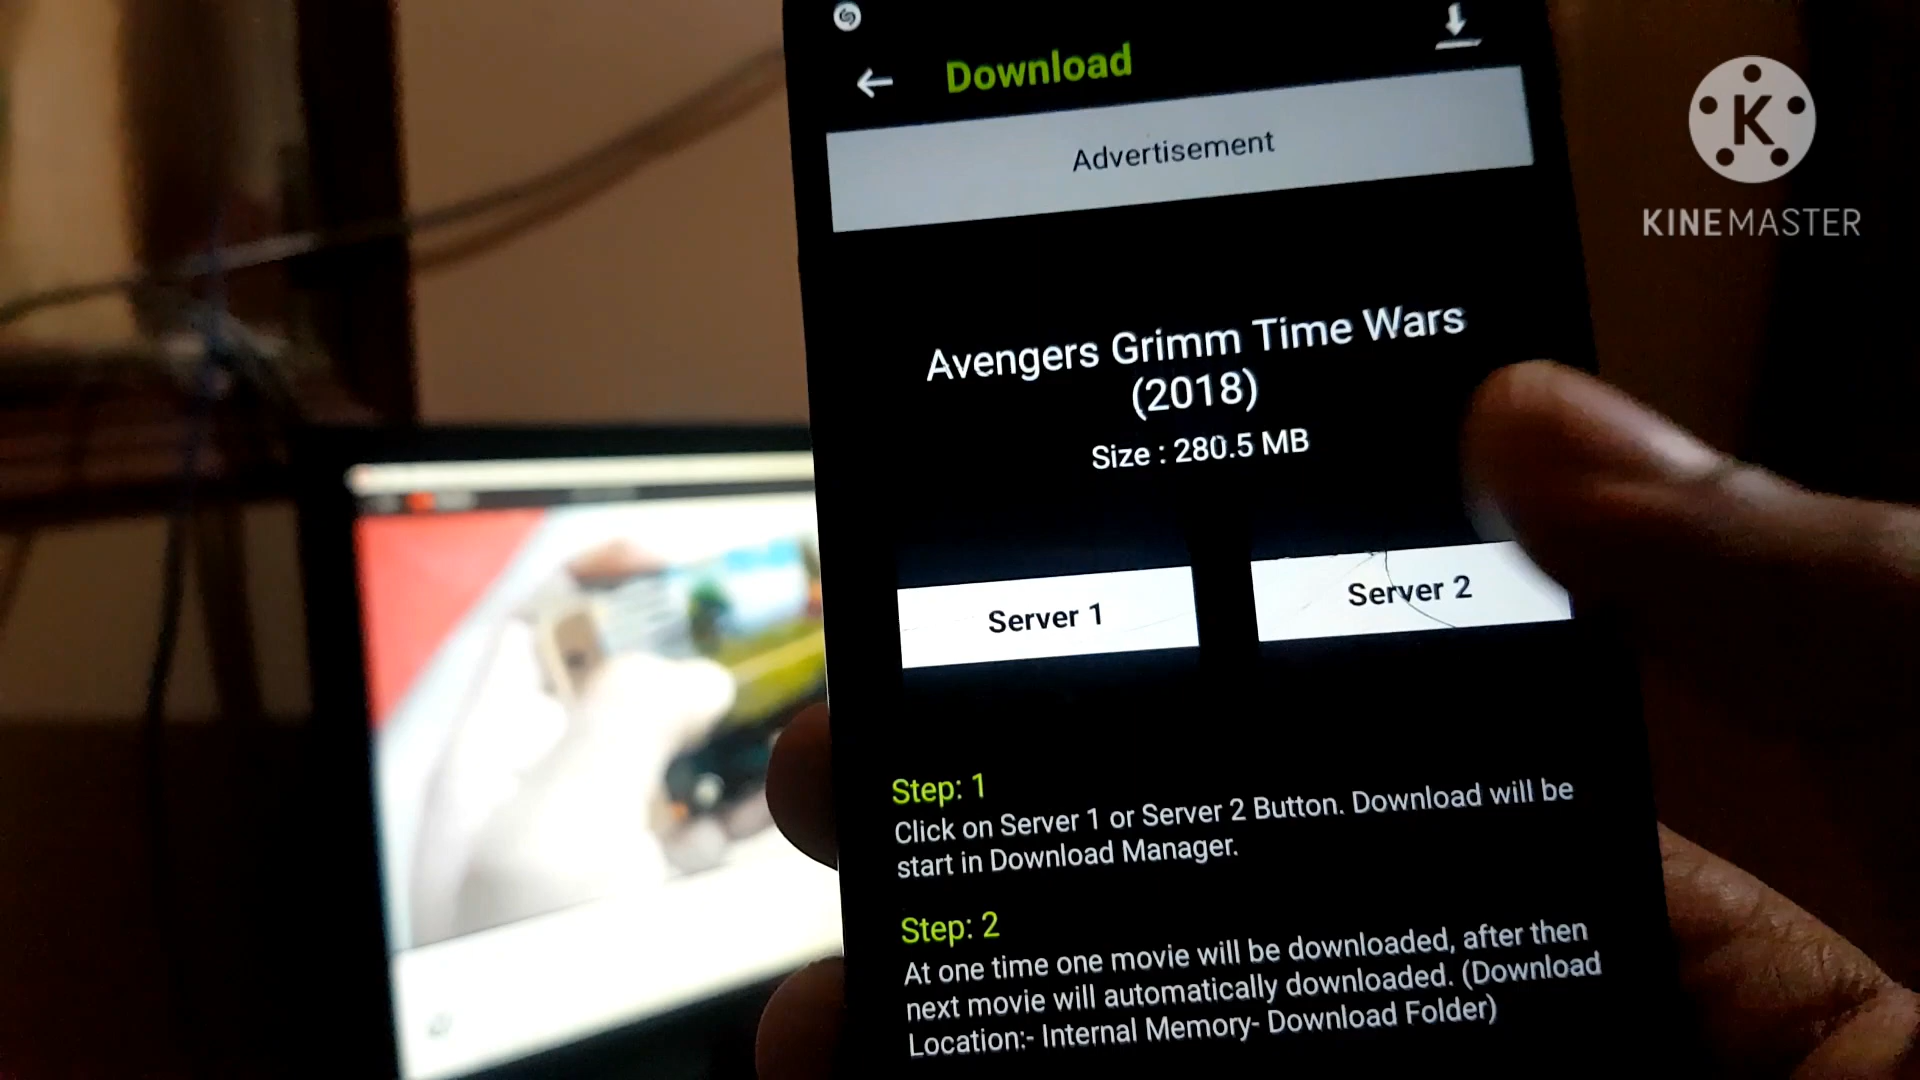 Download
Advertisement
K
KINEMASTER
Avengers Grimm Time Wars
(2018)
Size : 280.5 MB
Server 1
Server 2
Step: 1
Click on Server 1 or Server 2 Button. Download will be
start in Download Manager.
Step: 2
At one time one movie will be downloaded, after then
next movie will automatically downloaded. (Download
Location:- Internal Memory- Download Folder)